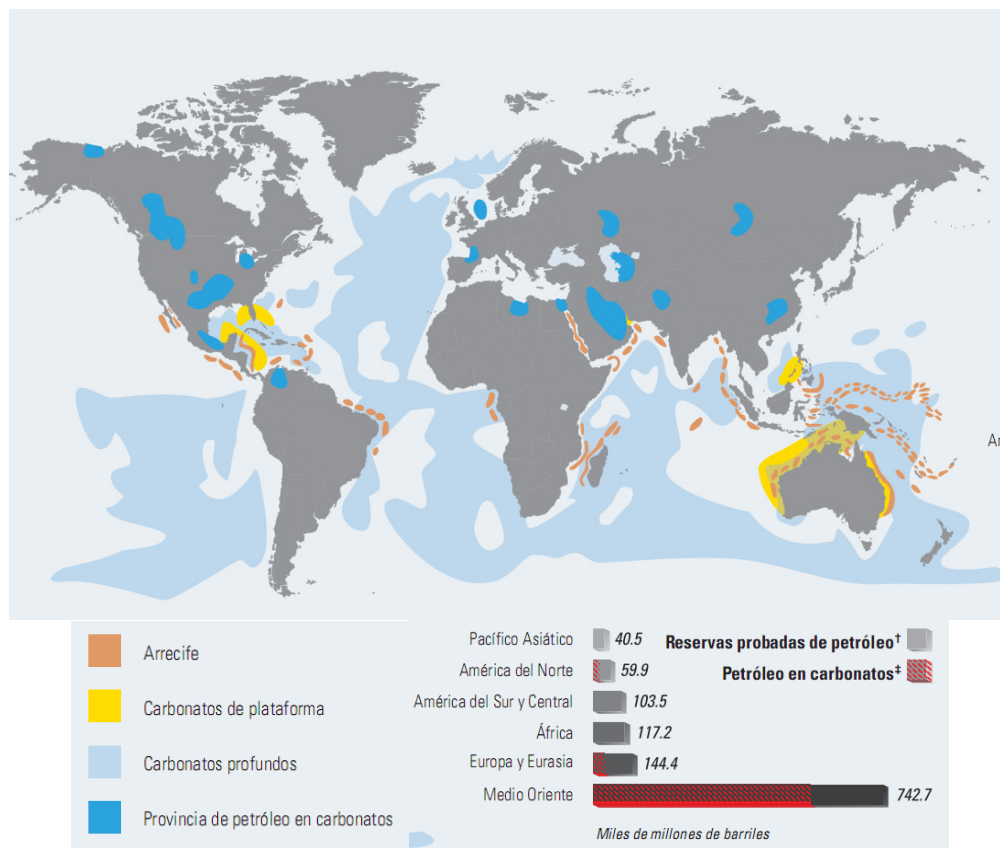 Ar
Arrecife
Carbonatos de plataforma
Carbonatos profundos
Provincia de petróleo en carbonatos
Reservas probadas de petróleo†
Petróleo en carbonatos‡
Pacífico Asiático 40.5
América del Norte 59.9
América del Sur y Central 103.5
África 117.2
Europa y Eurasia 144.4
Medio Oriente 742.7
Miles de millones de barriles